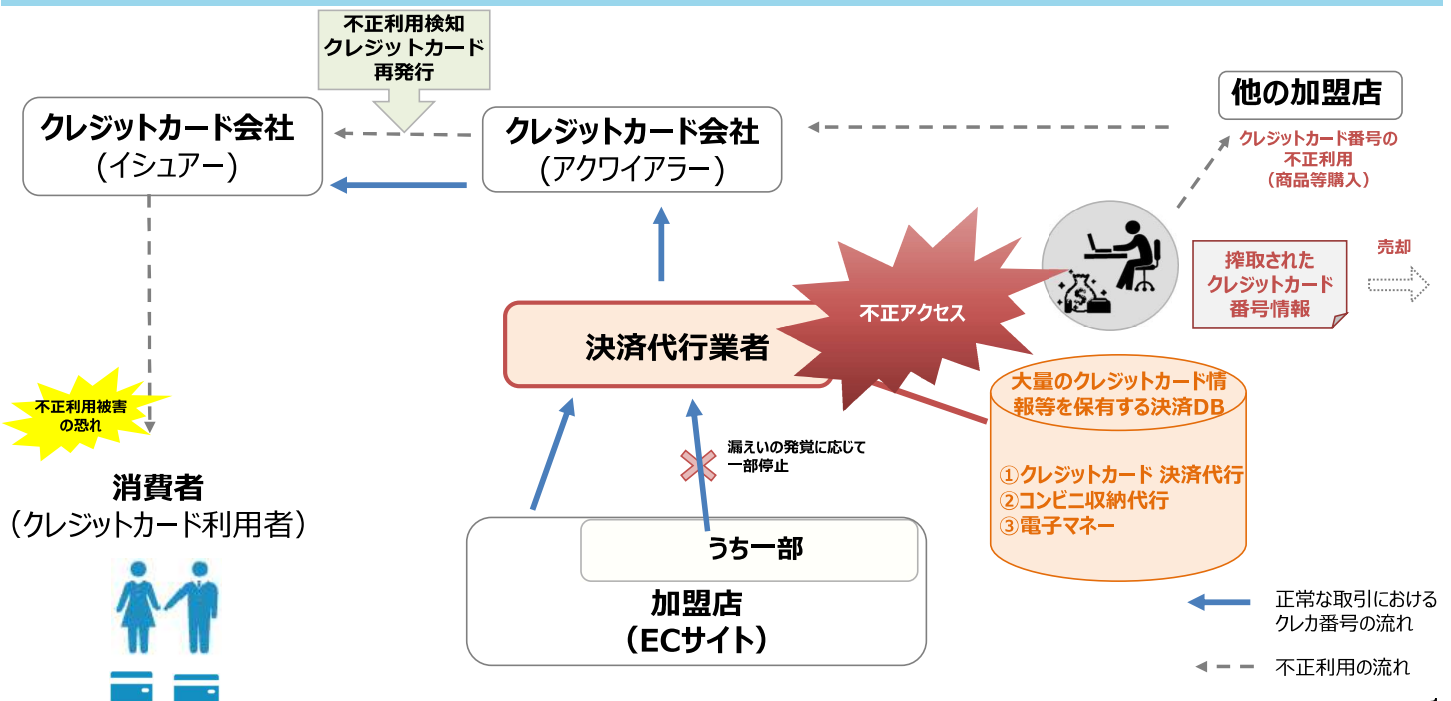 不正利用検知
クレジットカード
再発行
クレジットカード会社
(イシュアー)
クレジットカード会社
(アクワイアラー)
他の加盟店
クレジットカード番号の
不正利用
(商品等購入)
搾取された
クレジットカード
番号情報
売却
不正アクセス
決済代行業者
大量のクレジットカード情
報等を保有する決済DB
①クレジットカード 決済代行
②コンビニ収納代行
③電子マネー
不正利用被害
の恐れ
消費者
(クレジットカード利用者)
漏えいの発覚に応じて
一部停止
うち一部
加盟店
(ECサイト)
正常な取引における
クレカ番号の流れ
不正利用の流れ